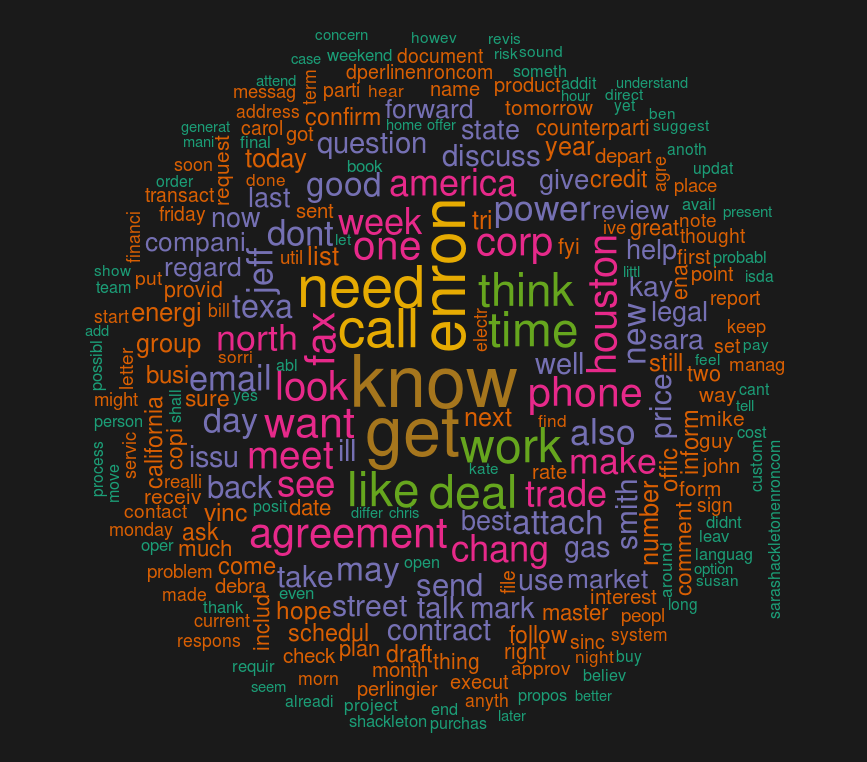 concern
howev
revis
case
weekend
document
risk
sound
attend
dperlinenroncom
someth
messag
term
parti
hear
name
product
addit
understand
hour
direct
address
confirm
forward
tomorrow
yet
ben
generat
carol
got
home
offer
state
counterparti
suggest
mani
final
question
discuss
year
depart
anoth
soon
request
today
book
agre
updat
order
done
good
america
give
credit
place
transact
last
let
avail
friday
now
sent
week
enron
tri
power
review
note
present
financi
compani
dont
one
corp
fyi
ive
great
thought
util
list
help
first
probabl
show
regard
jeff
need
think
houston
littl
ena
point
isda
team
put
provid
kay
report
start
energi
bill
texa
fax
call
electr
time
new
legal
keep
add
group
north
sara
set
pay
possibl
letter
sorri
abl
well
still
feel
manag
busi
email
look
know
phone
price
two
cant
might
shall
sure
yes
way
tell
person
california
day
want
get
next
find
also
inform
mike
cost
process
servic
copi
issu
meet
ill
work
guy
custom
move
realli
back
see
kate
rate
make
offic
john
receiv
like
deal
trade
smith
number
form
contact
vinc
posit
date
differ
chris
sign
sarashackletonenroncom
monday
ask
agreement
best
attach
comment
didnt
oper
much
chang
gas
leav
problem
come
open
around
languag
made
debra
take
may
send
file
use
market
option
susan
thank
even
interest
long
current
includ
hope
street
talk
mark
master
peopl
respons
schedul
contract
follow
sinc
system
requir
check
plan
draft
thing
right
night
buy
seem
morn
month
approv
believ
alreadi
perlingier
execut
project
end
anyth
propos
better
shackleton
purchas
later